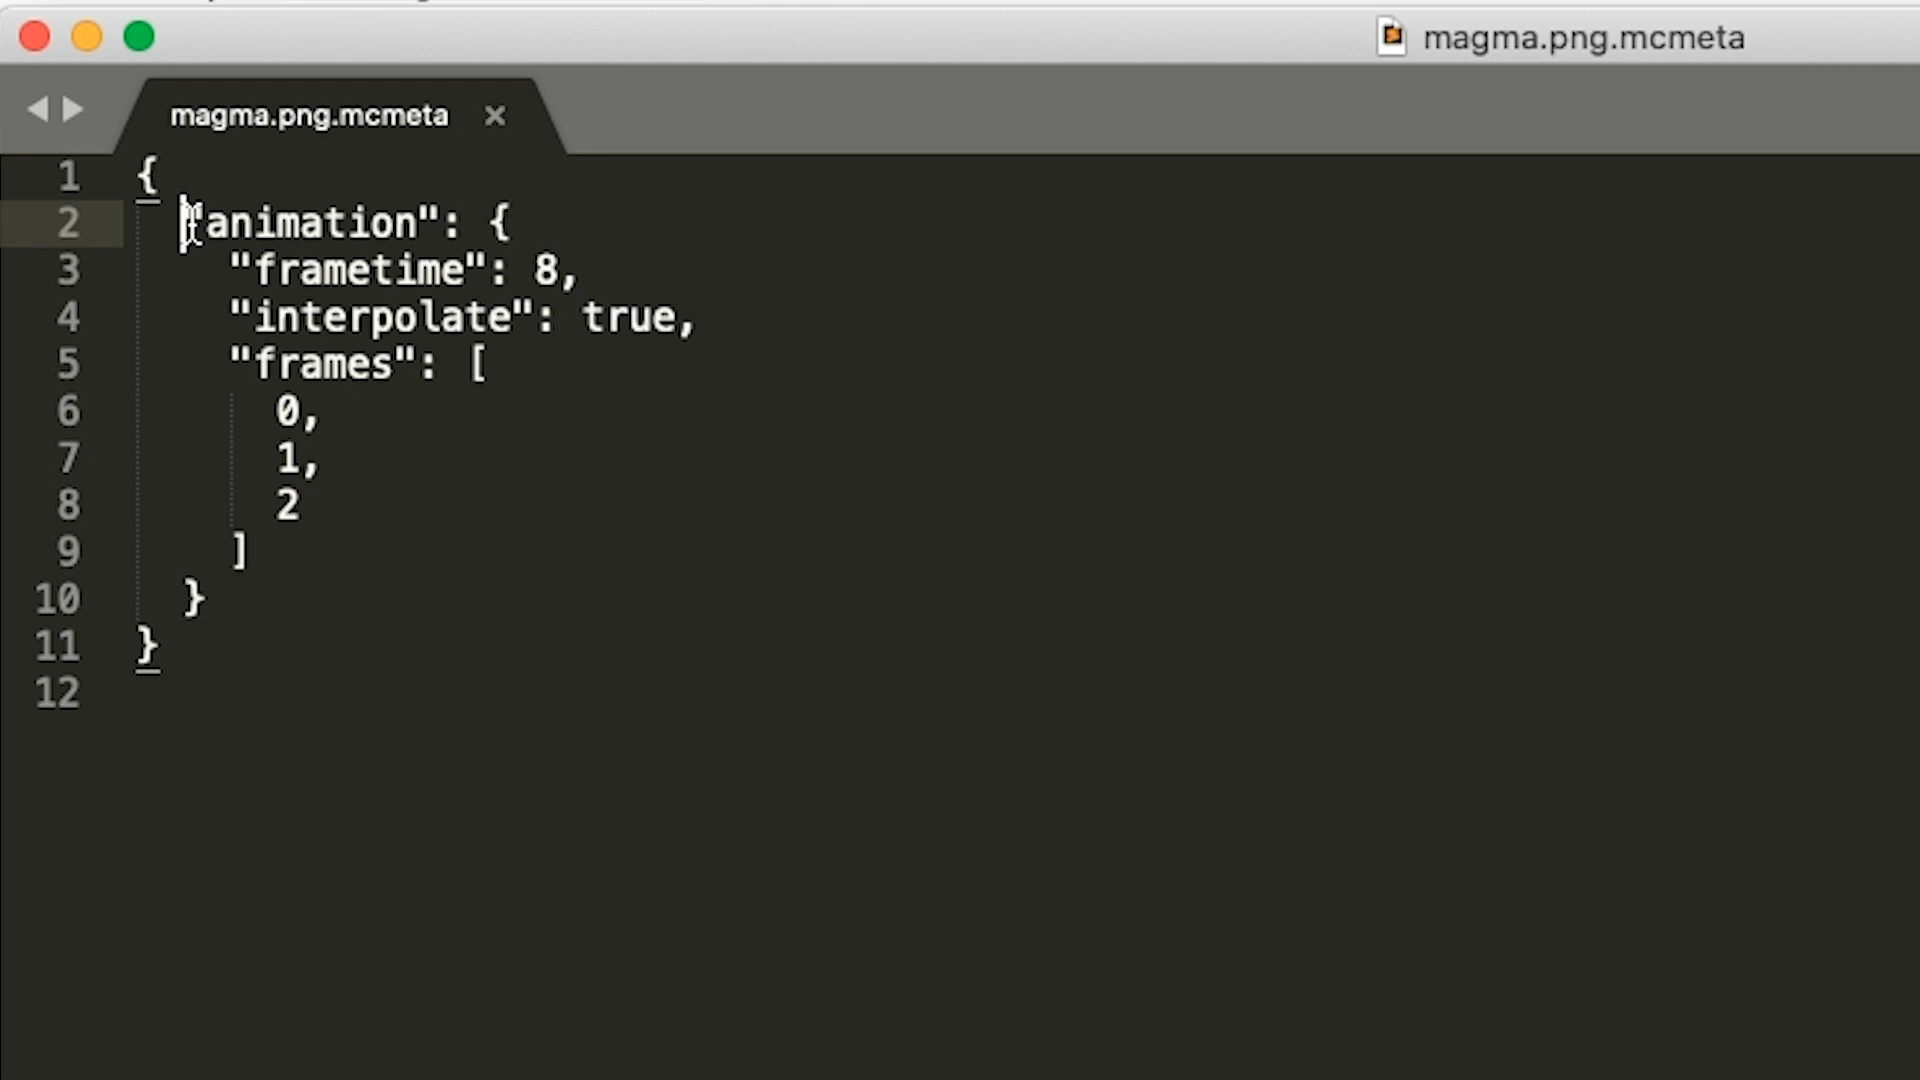 magma.png.mcmeta
magma.png.mcmeta ×
1 {
2 "animation": {
3 "frametime": 8,
4 "interpolate": true,
5 "frames": [
6 0,
7 1,
8 2
9 ]
10 }
11 }
12